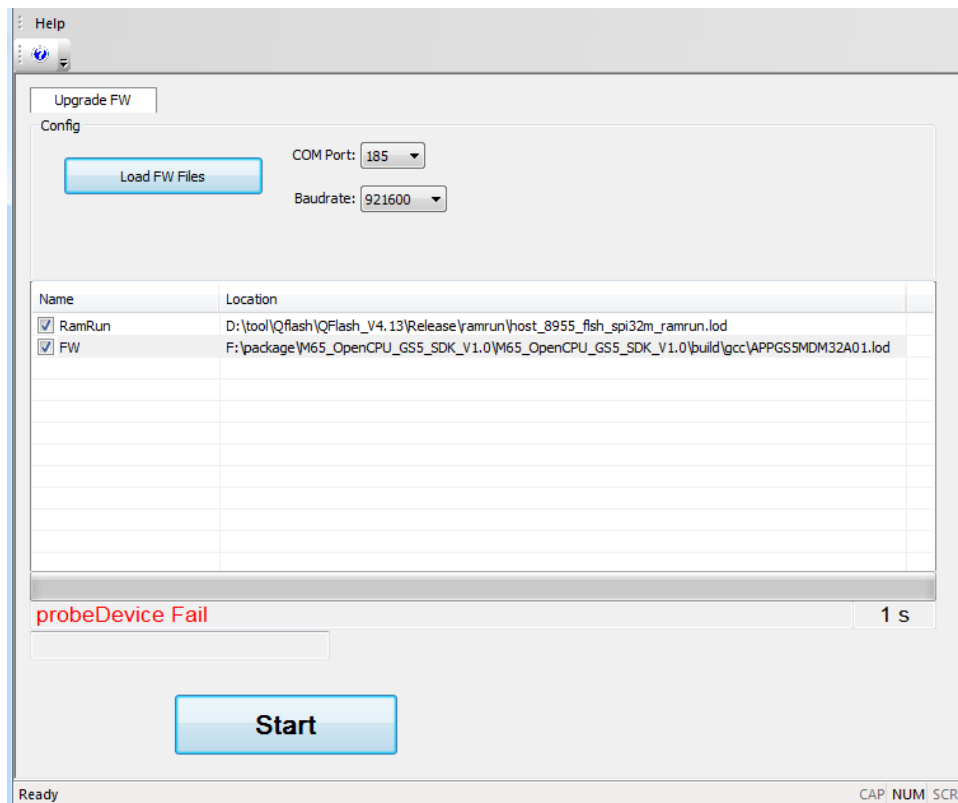 Help
Upgrade FW
Config
Load FW Files
COM Port: 185
Baudrate: 921600
Name Location
RamRun D:\tool\Qflash\QFlash_V4.13\Release\ramrun\host_8955_flsh_spi32m_ramrun.lod
FW F:\package\M65_OpenCPU_GS5_SDK_V1.0\M65_OpenCPU_GS5_SDK_V1.0\build\gcc\APPGS5MDM32A01.lod
probeDevice Fail 1 s
Start
Ready CAP NUM SCR